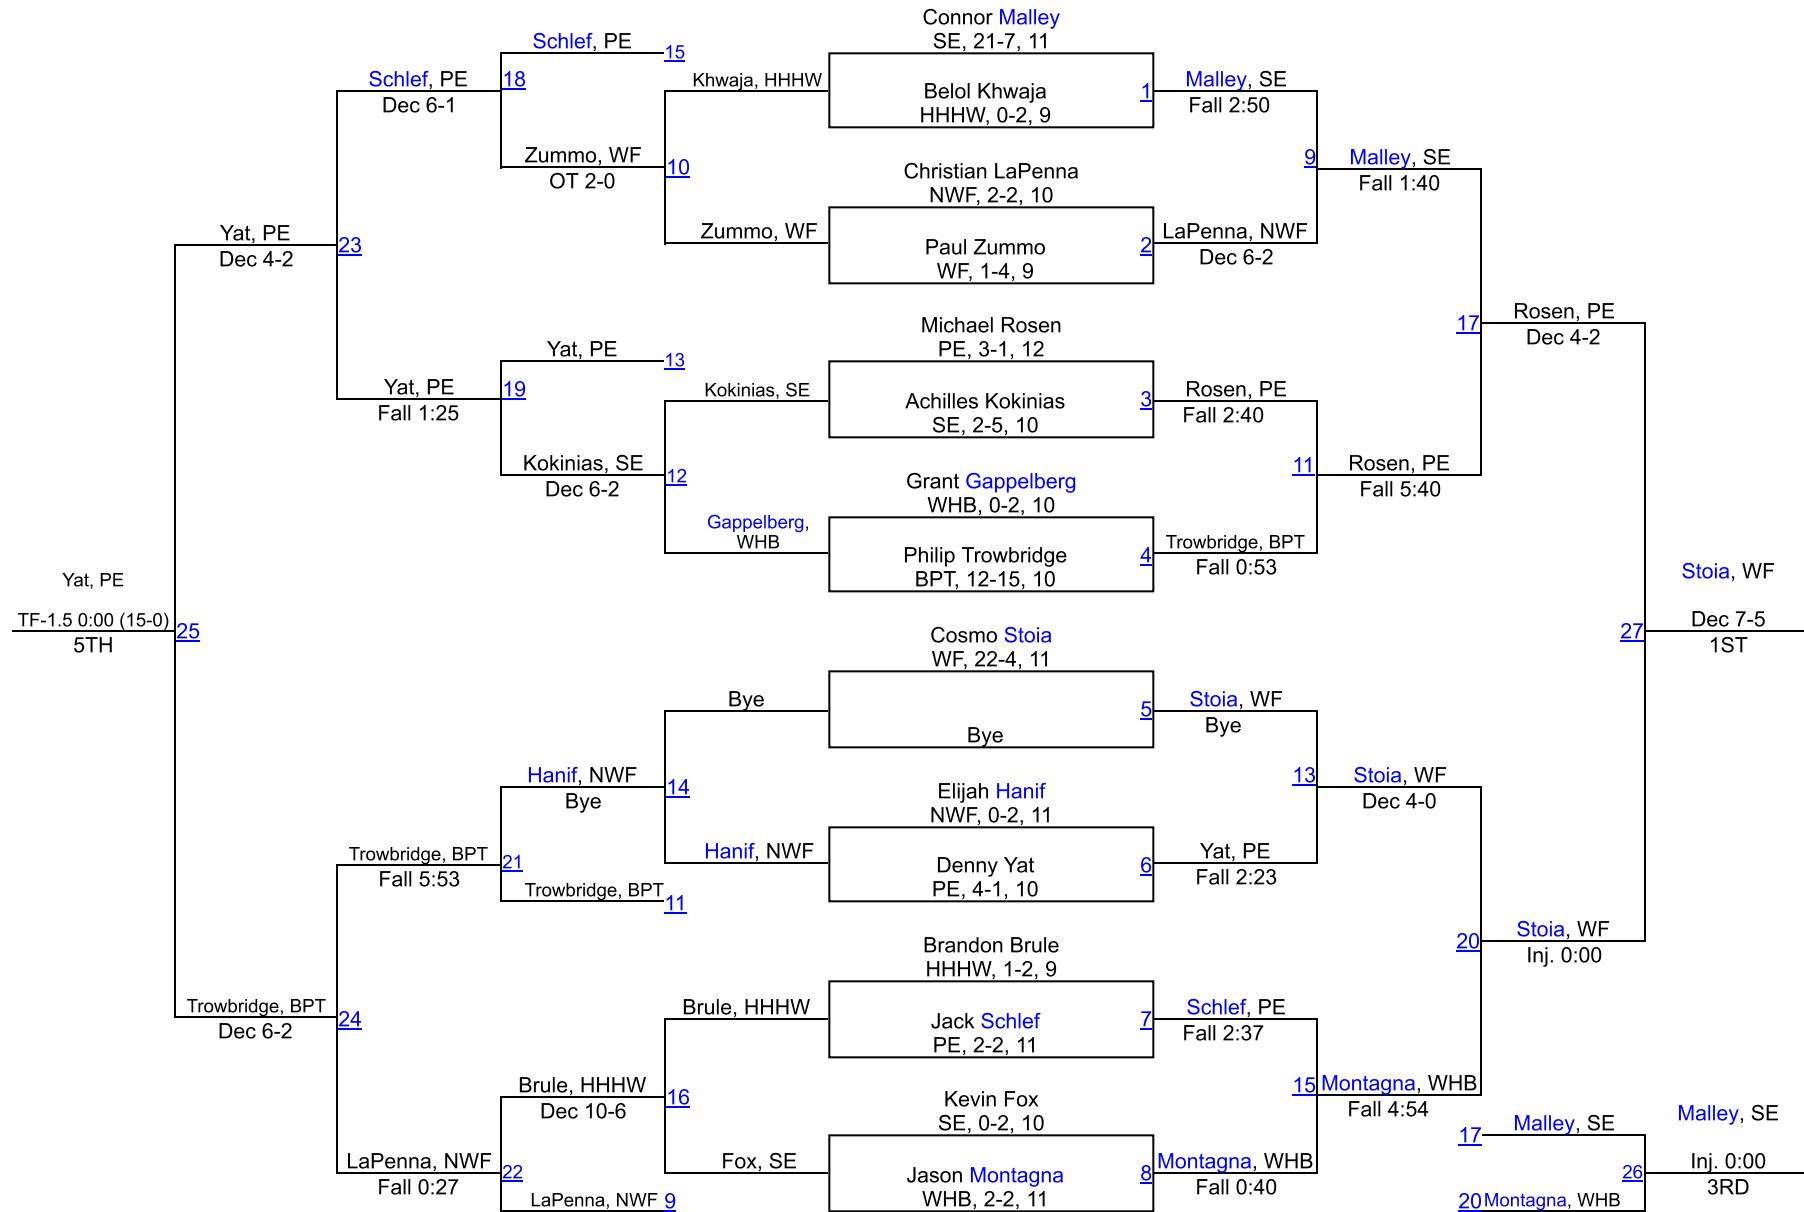 Connor Malley
SE, 21-7, 11
Schlef, PE
15
Khwaja, HHHW
Schlef, PE
18
Dec 6-1
Belol Khwaja
1
HHHW, 0-2, 9
Malley, SE
Fall 2:50
Zummo, WF
10
OT 2-0
Christian LaPenna
NWF, 2-2, 10
9
Malley, SE
Fall 1:40
Zummo, WF
Paul Zummo
2
WF, 1-4, 9
LaPenna, NWF
Dec 6-2
Yat, PE
23
Dec 4-2
Michael Rosen
PE, 3-1, 12
17
Rosen, PE
Dec 4-2
Yat, PE
13
Yat, PE
19
Fall 1:25
Kokinias, SE
Achilles Kokinias
3
SE, 2-5, 10
Rosen, PE
Fall 2:40
Kokinias, SE
12
Dec 6-2
Grant Gappelberg
WHB, 0-2, 10
11
Rosen, PE
Fall 5:40
Gappelberg,
WHB
Philip Trowbridge
4
BPT, 12-15, 10
Trowbridge, BPT
Fall 0:53
Yat, PE
TF-1.5 0:00 (15-0)
25
5TH
Cosmo Stoia
WF, 22-4, 11
27
Stoia, WF
Dec 7-5
1ST
Bye
5
Bye
Stoia, WF
Bye
Hanif, NWF
14
Bye
Elijah Hanif
NWF, 0-2, 11
13
Stoia, WF
Dec 4-0
Trowbridge, BPT
21
Fall 5:53
Hanif, NWF
Denny Yat
6
PE, 4-1, 10
Yat, PE
Fall 2:23
Trowbridge, BPT
11
Brandon Brule
HHHW, 1-2, 9
20
Stoia, WF
Inj. 0:00
Trowbridge, BPT
24
Dec 6-2
Brule, HHHW
Jack Schlef
7
PE, 2-2, 11
Schlef, PE
Fall 2:37
Brule, HHHW
16
Dec 10-6
Kevin Fox
SE, 0-2, 10
15
Montagna, WHB
Fall 4:54
LaPenna, NWF
22
Fall 0:27
Fox, SE
Jason Montagna
8
WHB, 2-2, 11
Montagna, WHB
Fall 0:40
LaPenna, NWF
9
17
Malley, SE
26
20
Montagna, WHB
Malley, SE
Inj. 0:00
3RD